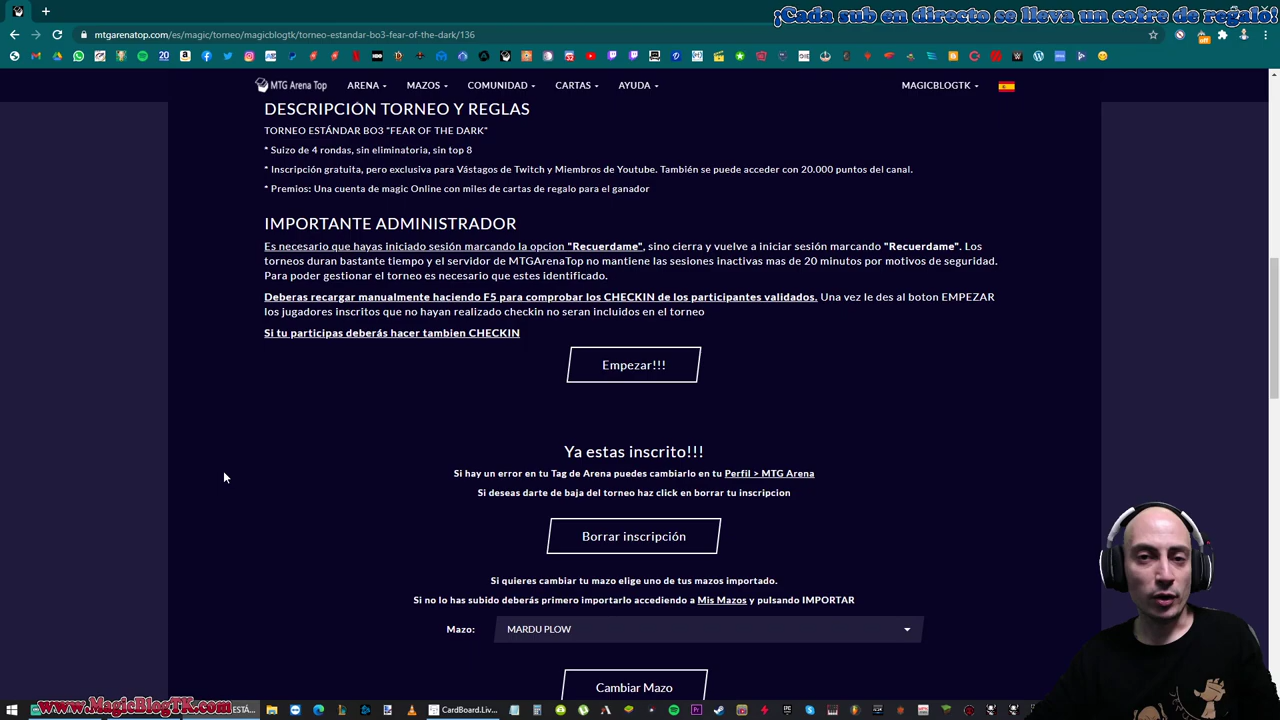 ¡Cada sub en directo se lleva un cofre de regalo!
mtgarenatop.com/es/magic/torneo/magicblogtk/torneo-estandar-bo3-fear-of-the-dark/136
MTG Arena Top ARENA MAZOS COMUNIDAD CARTAS AYUDA MAGICBLOGTK
DESCRIPCIÓN TORNEO Y REGLAS
TORNEO ESTÁNDAR BO3 "FEAR OF THE DARK"
* Suizo de 4 rondas, sin eliminatoria, sin top 8
* Inscripción gratuita, pero exclusiva para Vástagos de Twitch y Miembros de Youtube. También se puede acceder con 20.000 puntos del canal.
* Premios: Una cuenta de magic Online con miles de cartas de regalo para el ganador
IMPORTANTE ADMINISTRADOR
Es necesario que hayas iniciado sesión marcando la opcion "Recuerdame", sino cierra y vuelve a iniciar sesión marcando "Recuerdame". Los
torneos duran bastante tiempo y el servidor de MTGArenaTop no mantiene las sesiones inactivas mas de 20 minutos por motivos de seguridad.
Para poder gestionar el torneo es necesario que estes identificado.
Deberas recargar manualmente haciendo F5 para comprobar los CHECKIN de los participantes validados. Una vez le des al boton EMPEZAR
los jugadores inscritos que no hayan realizado checkin no seran incluidos en el torneo
Si tu participas deberás hacer tambien CHECKIN
Empezar!!!
Ya estas inscrito!!!
Si hay un error en tu Tag de Arena puedes cambiarlo en tu Perfil > MTG Arena
Si deseas darte de baja del torneo haz click en borrar tu inscripcion
Borrar inscripción
Si quieres cambiar tu mazo elige uno de tus mazos importado.
Si no lo has subido deberás primero importarlo accediendo a Mis Mazos y pulsando IMPORTAR
Mazo: MARDU PLOW
Cambiar Mazo
www.MagicBlogTK.com
CardBoard.Liv...